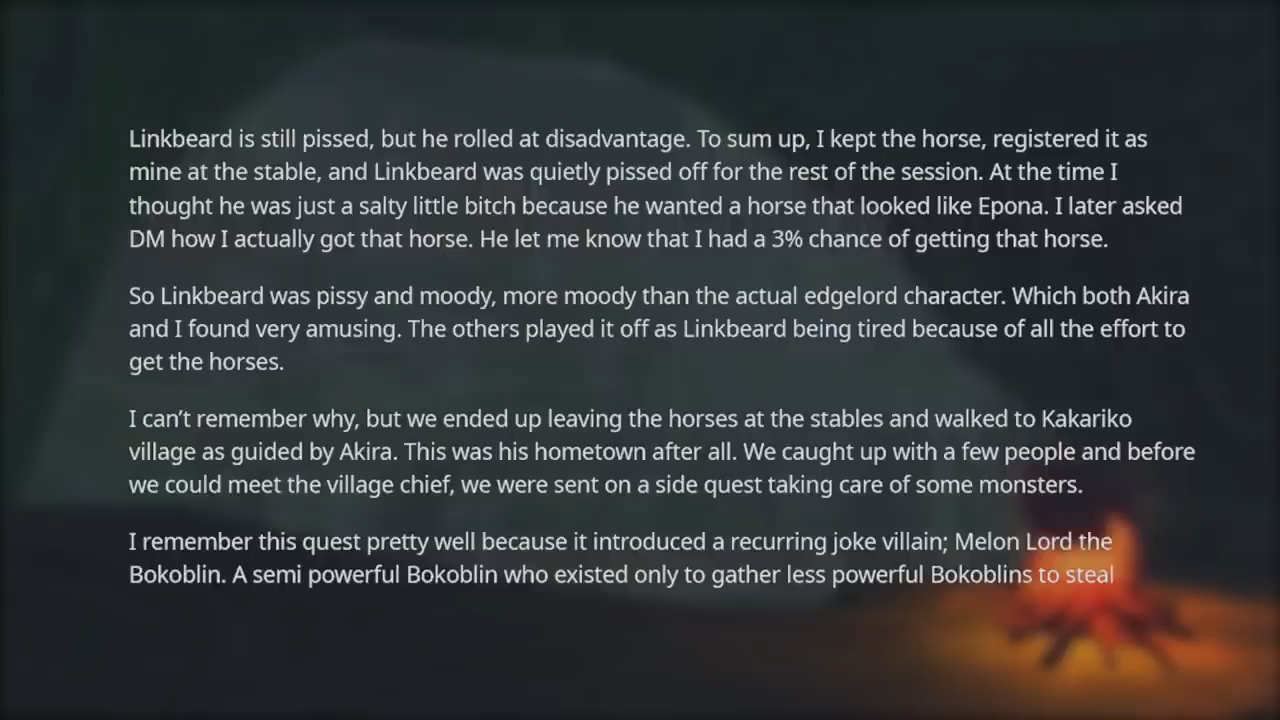 Linkbeard is still pissed, but he rolled at disadvantage. To sum up, I kept the horse, registered it as
mine at the stable, and Linkbeard was quietly pissed off for the rest of the session. At the time I
thought he was just a salty little bitch because he wanted a horse that looked like Epona. I later asked
DM how I actually got that horse. He let me know that I had a 3% chance of getting that horse.
So Linkbeard was pissy and moody, more moody than the actual edgelord character. Which both Akira
and I found very amusing. The others played it off as Linkbeard being tired because of all the effort to
get the horses.
I can’t remember why, but we ended up leaving the horses at the stables and walked to Kakariko
village as guided by Akira. This was his hometown after all. We caught up with a few people and before
we could meet the village chief, we were sent on a side quest taking care of some monsters.
I remember this quest pretty well because it introduced a recurring joke villain; Melon Lord the
Bokoblin. A semi powerful Bokoblin who existed only to gather less powerful Bokoblins to steal